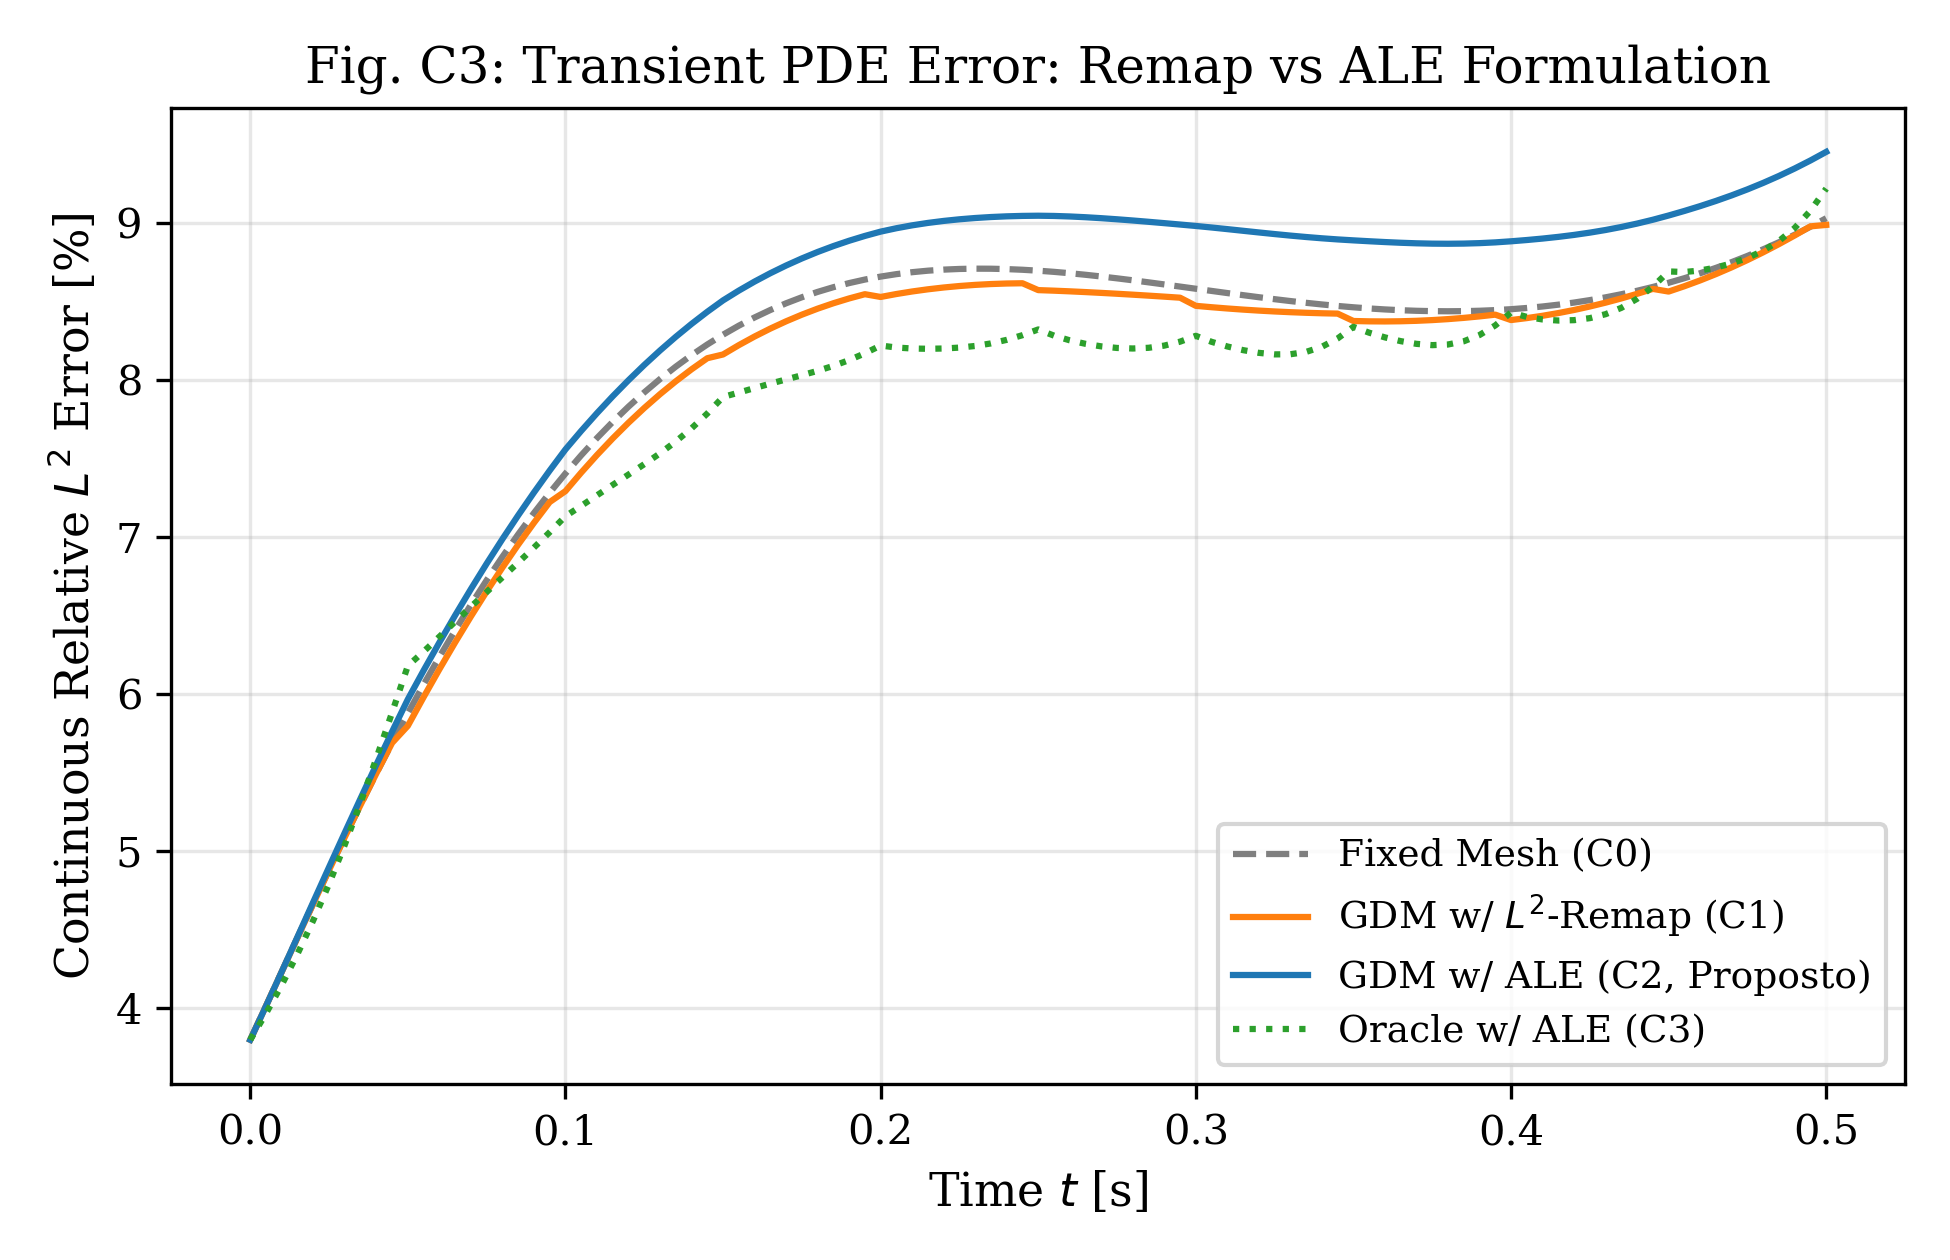 Fig. C3: Transient PDE Error: Remap vs ALE Formulation
Continuous Relative L² Error [%]
9
8
7
6
5
4
Fixed Mesh (C0)
GDM w/ L²-Remap (C1)
GDM w/ ALE (C2, Proposto)
Oracle w/ ALE (C3)
0.0 0.1 0.2 0.3 0.4 0.5
Time t [s]